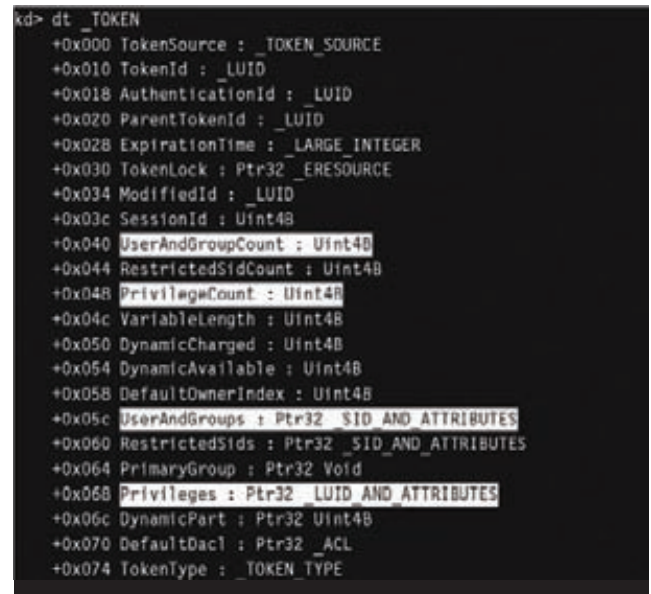 kd> dt _TOKEN
+0x000 TokenSource : _TOKEN_SOURCE
+0x010 TokenId : _LUID
+0x018 AuthenticationId : _LUID
+0x020 ParentTokenId : _LUID
+0x028 ExpirationTime : _LARGE_INTEGER
+0x030 TokenLock : Ptr32 _ERESOURCE
+0x034 ModifiedId : _LUID
+0x03c SessionId : Uint4B
+0x040 UserAndGroupCount : Uint4B
+0x044 RestrictedSidCount : Uint4B
+0x048 PrivilegeCount : Uint4B
+0x04c VariableLength : Uint4B
+0x050 DynamicCharged : Uint4B
+0x054 DynamicAvailable : Uint4B
+0x058 DefaultOwnerIndex : Uint4B
+0x05c UserAndGroups : Ptr32 _SID_AND_ATTRIBUTES
+0x060 RestrictedSids : Ptr32 _SID_AND_ATTRIBUTES
+0x064 PrimaryGroup : Ptr32 Void
+0x068 Privileges : Ptr32 _LUID_AND_ATTRIBUTES
+0x06c DynamicPart : Ptr32 Uint4B
+0x070 DefaultDacl : Ptr32 _ACL
+0x074 TokenType : _TOKEN_TYPE